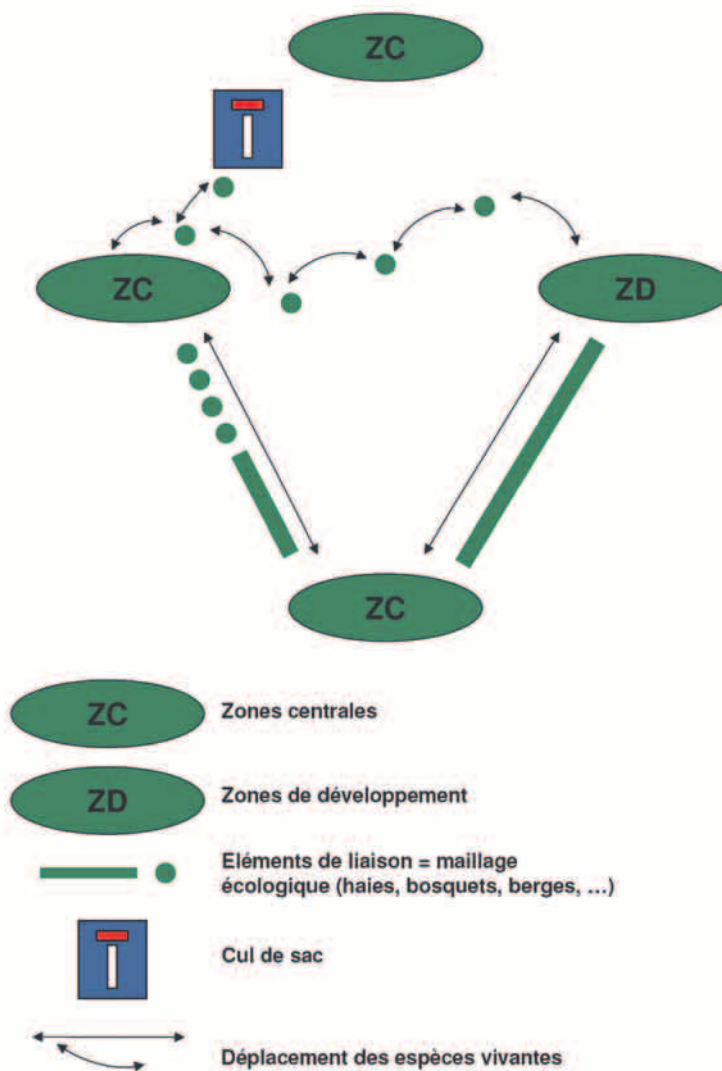 ZC
ZC
ZD
ZC
ZC
Zones centrales
ZD
Zones de développement
Eléments de liaison = maillage
écologique (haies, bosquets, berges, ...)
Cul de sac
Déplacement des espèces vivantes